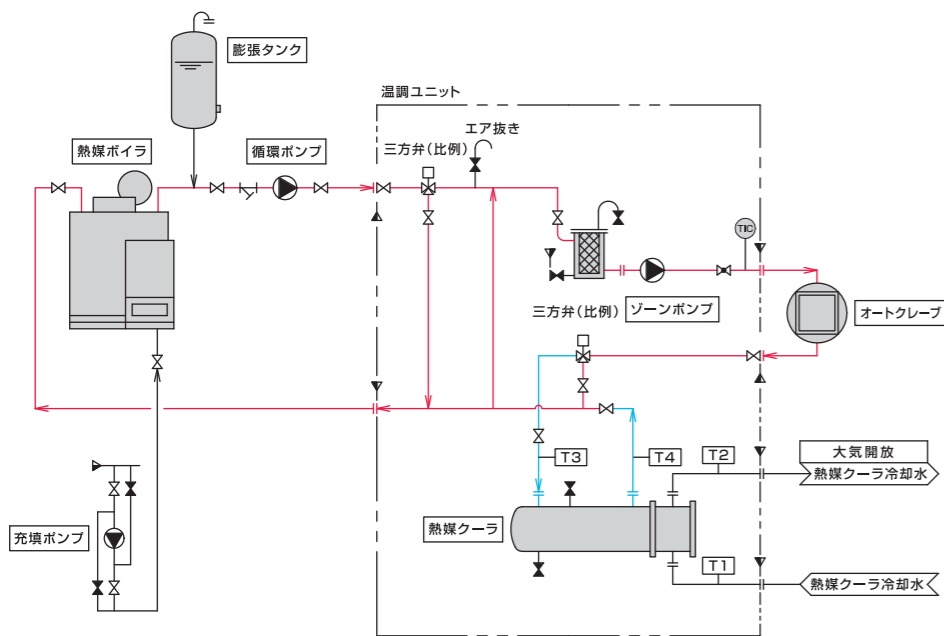 膨張タンク
温調ユニット
エア抜き
三方弁(比例)
熱媒ボイラ
循環ポンプ
TIC
三方弁(比例)
ゾーンポンプ
オートクレーブ
T3
T4
T2
大気開放
熱媒クーラ冷却水
熱媒クーラ
充填ポンプ
T1
熱媒クーラ冷却水